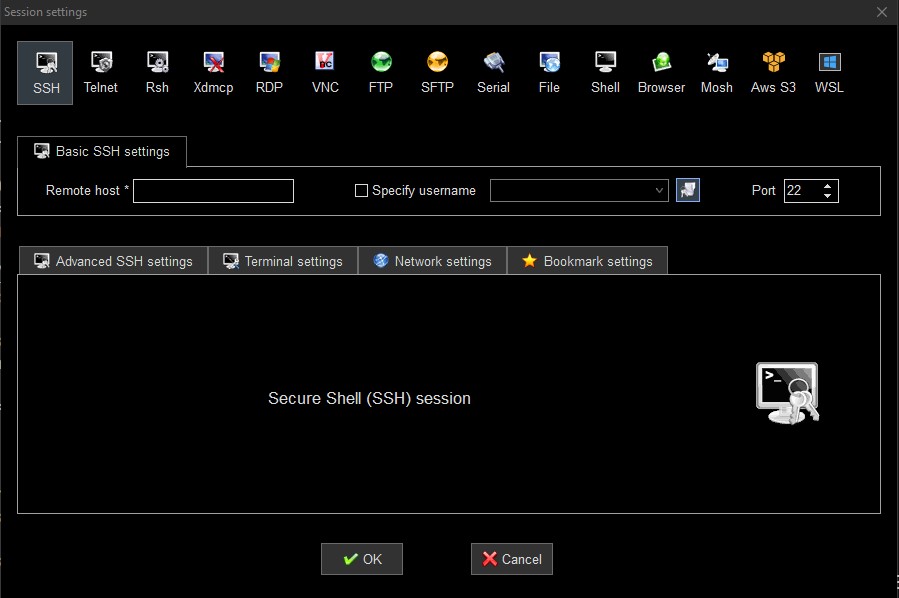 Session settings
SSH Telnet Rsh Xdmcp RDP VNC FTP SFTP Serial File Shell Browser Mosh Aws S3 WSL
Basic SSH settings
Remote host * Specify username Port 22
Advanced SSH settings Terminal settings Network settings Bookmark settings
Secure Shell (SSH) session
OK Cancel